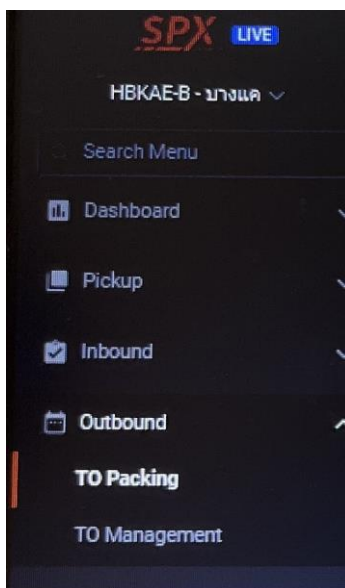 SPX LIVE
HBKAE-B - บางแค
Search Menu
Dashboard
Pickup
Inbound
Outbound
TO Packing
TO Management